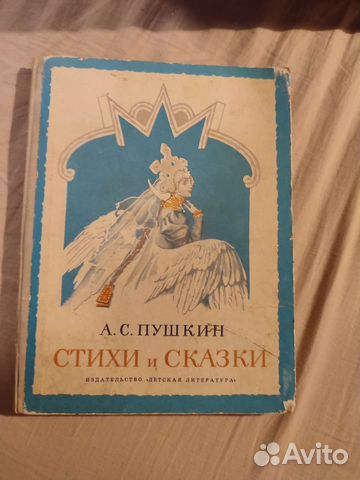 А. С. ПУШКИН
СТИХИ и СКАЗКИ
ИЗДАТЕЛЬСТВО «ДЕТСКАЯ ЛИТЕРАТУРА»
Avito